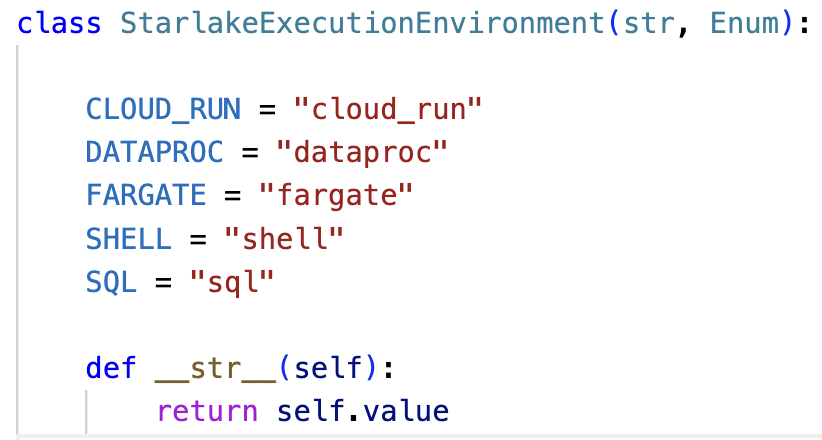 class StarlakeExecutionEnvironment(str, Enum):
    CLOUD_RUN = "cloud_run"
    DATAPROC = "dataproc"
    FARGATE = "fargate"
    SHELL = "shell"
    SQL = "sql"
    def __str__(self):
        return self.value